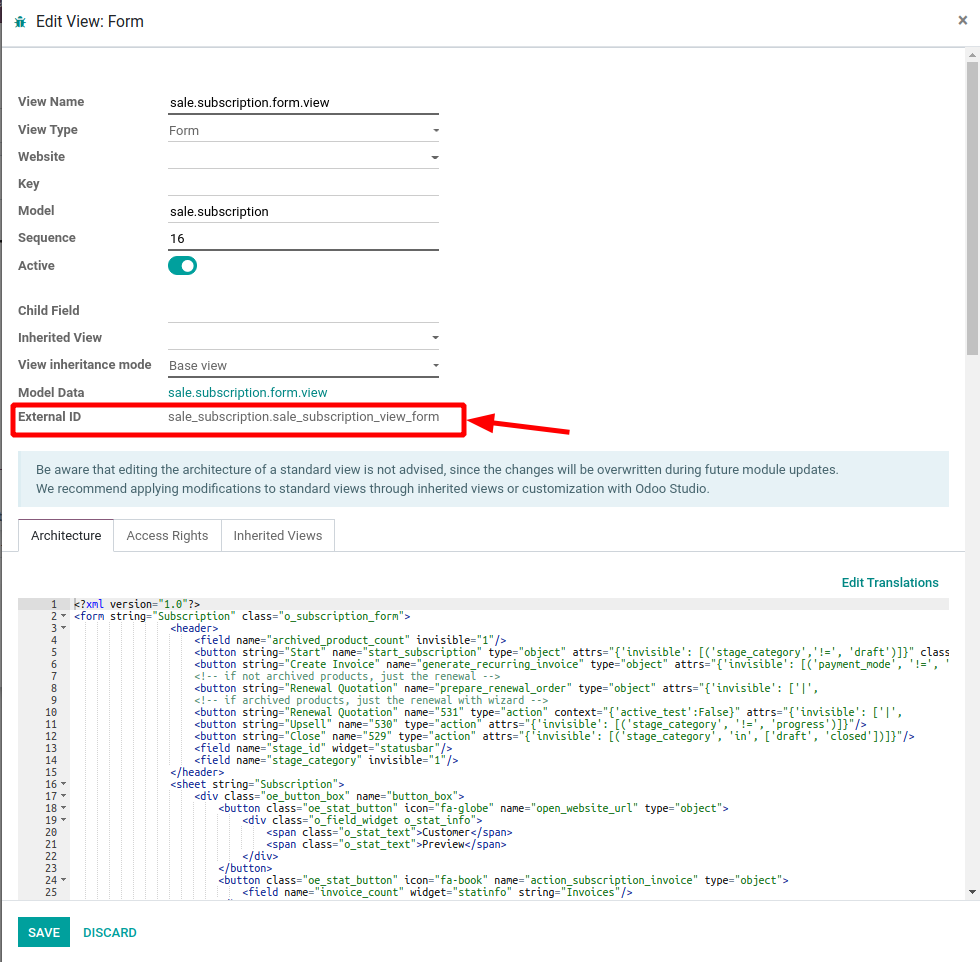 Edit View: Form ×
View Name sale.subscription.form.view
View Type Form
Website
Key
Model sale.subscription
Sequence 16
Active
Child Field
Inherited View
View inheritance mode Base view
Model Data sale.subscription.form.view
External ID sale_subscription.sale_subscription_view_form
Be aware that editing the architecture of a standard view is not advised, since the changes will be overwritten during future module updates.
We recommend applying modifications to standard views through inherited views or customization with Odoo Studio.
Architecture Access Rights Inherited Views
Edit Translations
1 <?xml version="1.0"?>
2 <form string="Subscription" class="o_subscription_form">
3 <header>
4 <field name="archived_product_count" invisible="1"/>
5 <button string="Start" name="start_subscription" type="object" attrs="{'invisible': [('stage_category','!=', 'draft')]}" class
6 <button string="Create Invoice" name="generate_recurring_invoice" type="object" attrs="{'invisible': [('payment_mode', '!=', '
7 <!-- if not archived products, just the renewal -->
8 <button string="Renewal Quotation" name="prepare_renewal_order" type="object" attrs="{'invisible': ['|',
9 <!-- if archived products, just the renewal with wizard -->
10 <button string="Renewal Quotation" name="531" type="action" context="{'active_test':False}" attrs="{'invisible': ['|',
11 <button string="Upsell" name="530" type="action" attrs="{'invisible': [('stage_category', '!=', 'progress')]}"/>
12 <button string="Close" name="529" type="action" attrs="{'invisible': [('stage_category', 'in', ['draft', 'closed'])]}"/>
13 <field name="stage_id" widget="statusbar"/>
14 <field name="stage_category" invisible="1"/>
15 </header>
16 <sheet string="Subscription">
17 <div class="oe_button_box" name="button_box">
18 <button class="oe_stat_button" icon="fa-globe" name="open_website_url" type="object">
19 <div class="o_field_widget o_stat_info">
20 <span class="o_stat_text">Customer</span>
21 <span class="o_stat_text">Preview</span>
22 </div>
23 </button>
24 <button class="oe_stat_button" icon="fa-book" name="action_subscription_invoice" type="object">
25 <field name="invoice_count" widget="statinfo" string="Invoices"/>
SAVE DISCARD